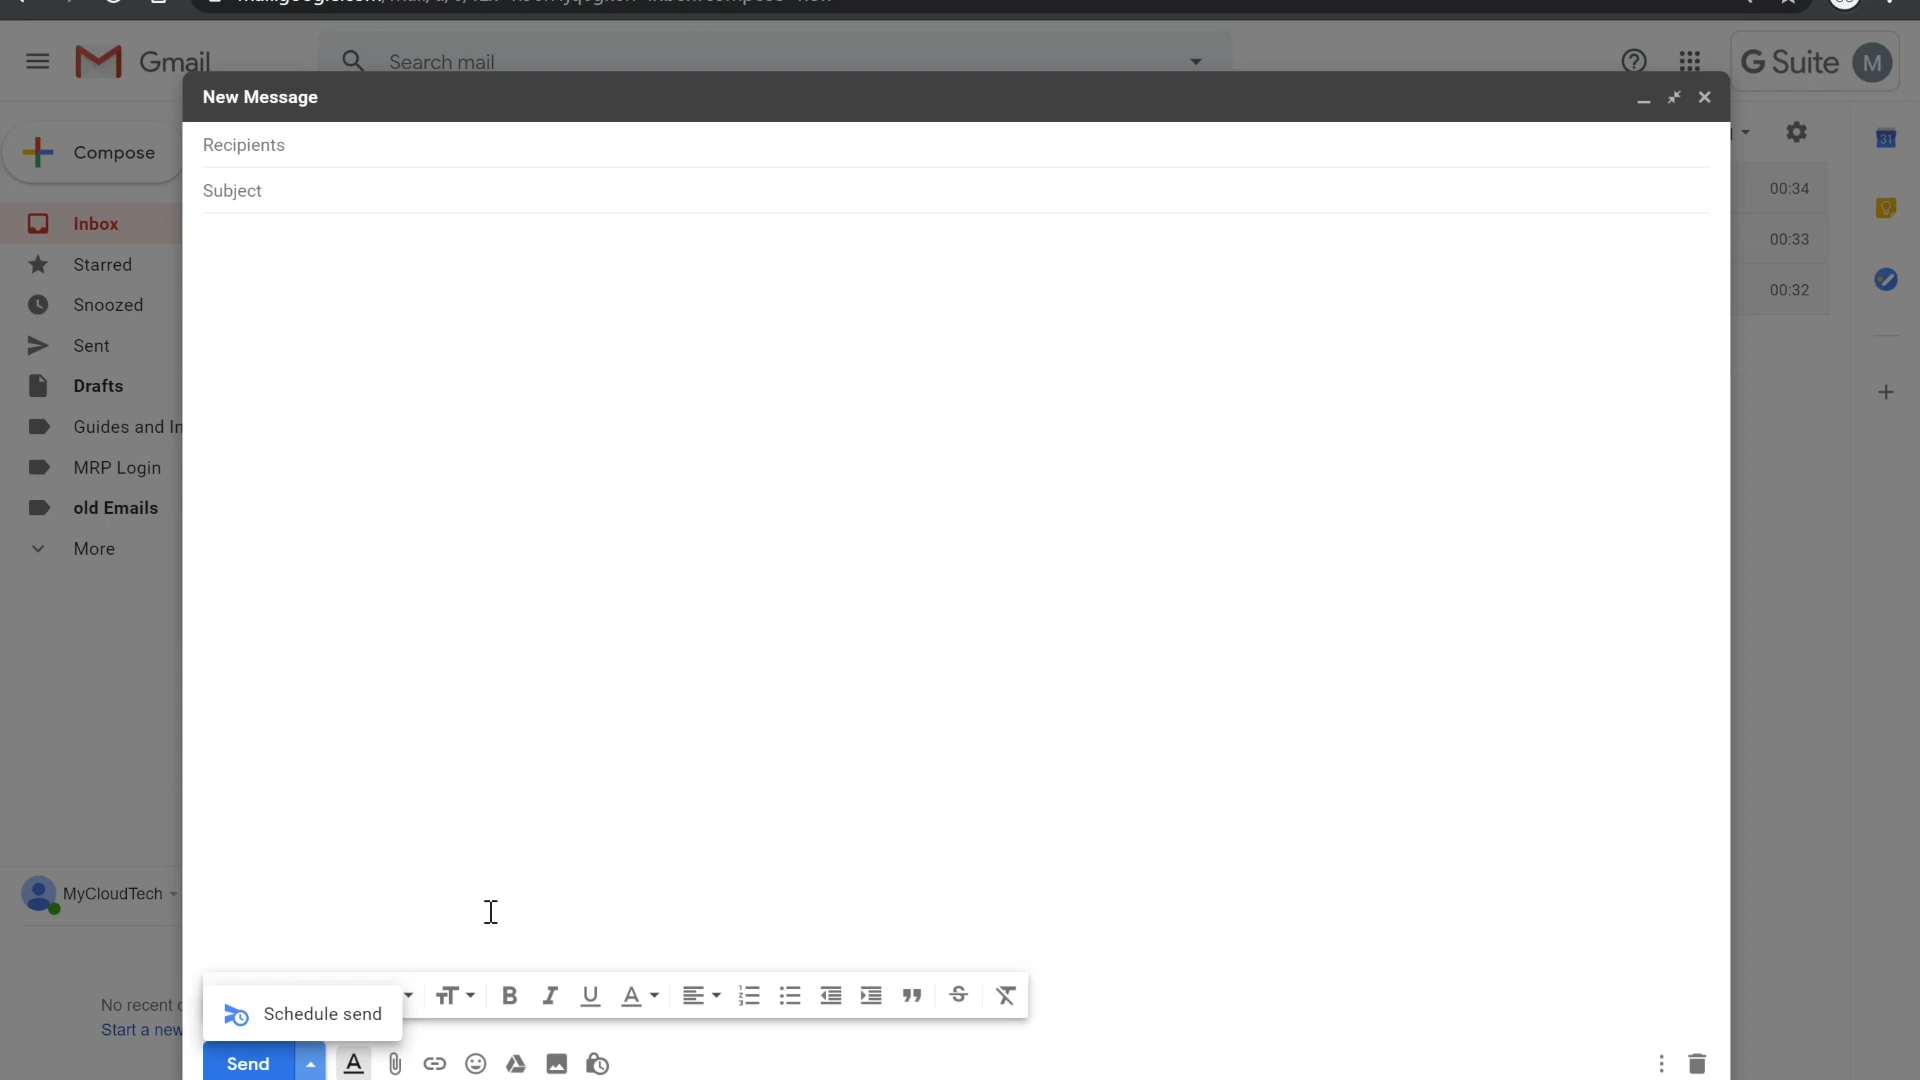 Gmail
Search mail
G Suite
M
New Message
Recipients
Subject
Compose
Inbox
Starred
Snoozed
Sent
Drafts
Guides and In
MRP Login
old Emails
More
31
00:34
00:33
00:32
MyCloudTech
No recent
Start a new
Schedule send
Send